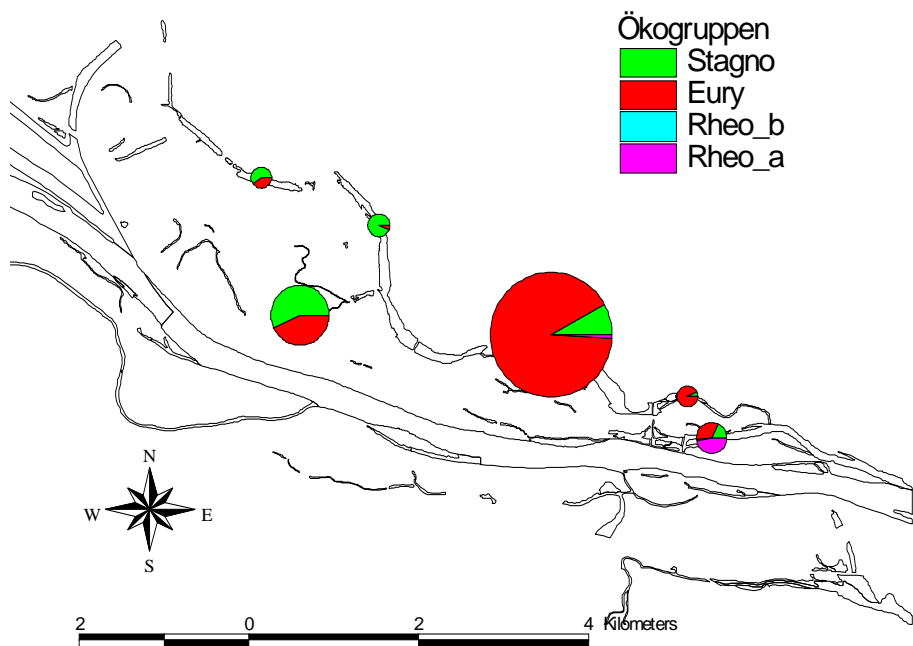 Ökogruppen
Stagno
Eury
Rheo_b
Rheo_a
N
W E
S
2 0 2 4 Kilometers